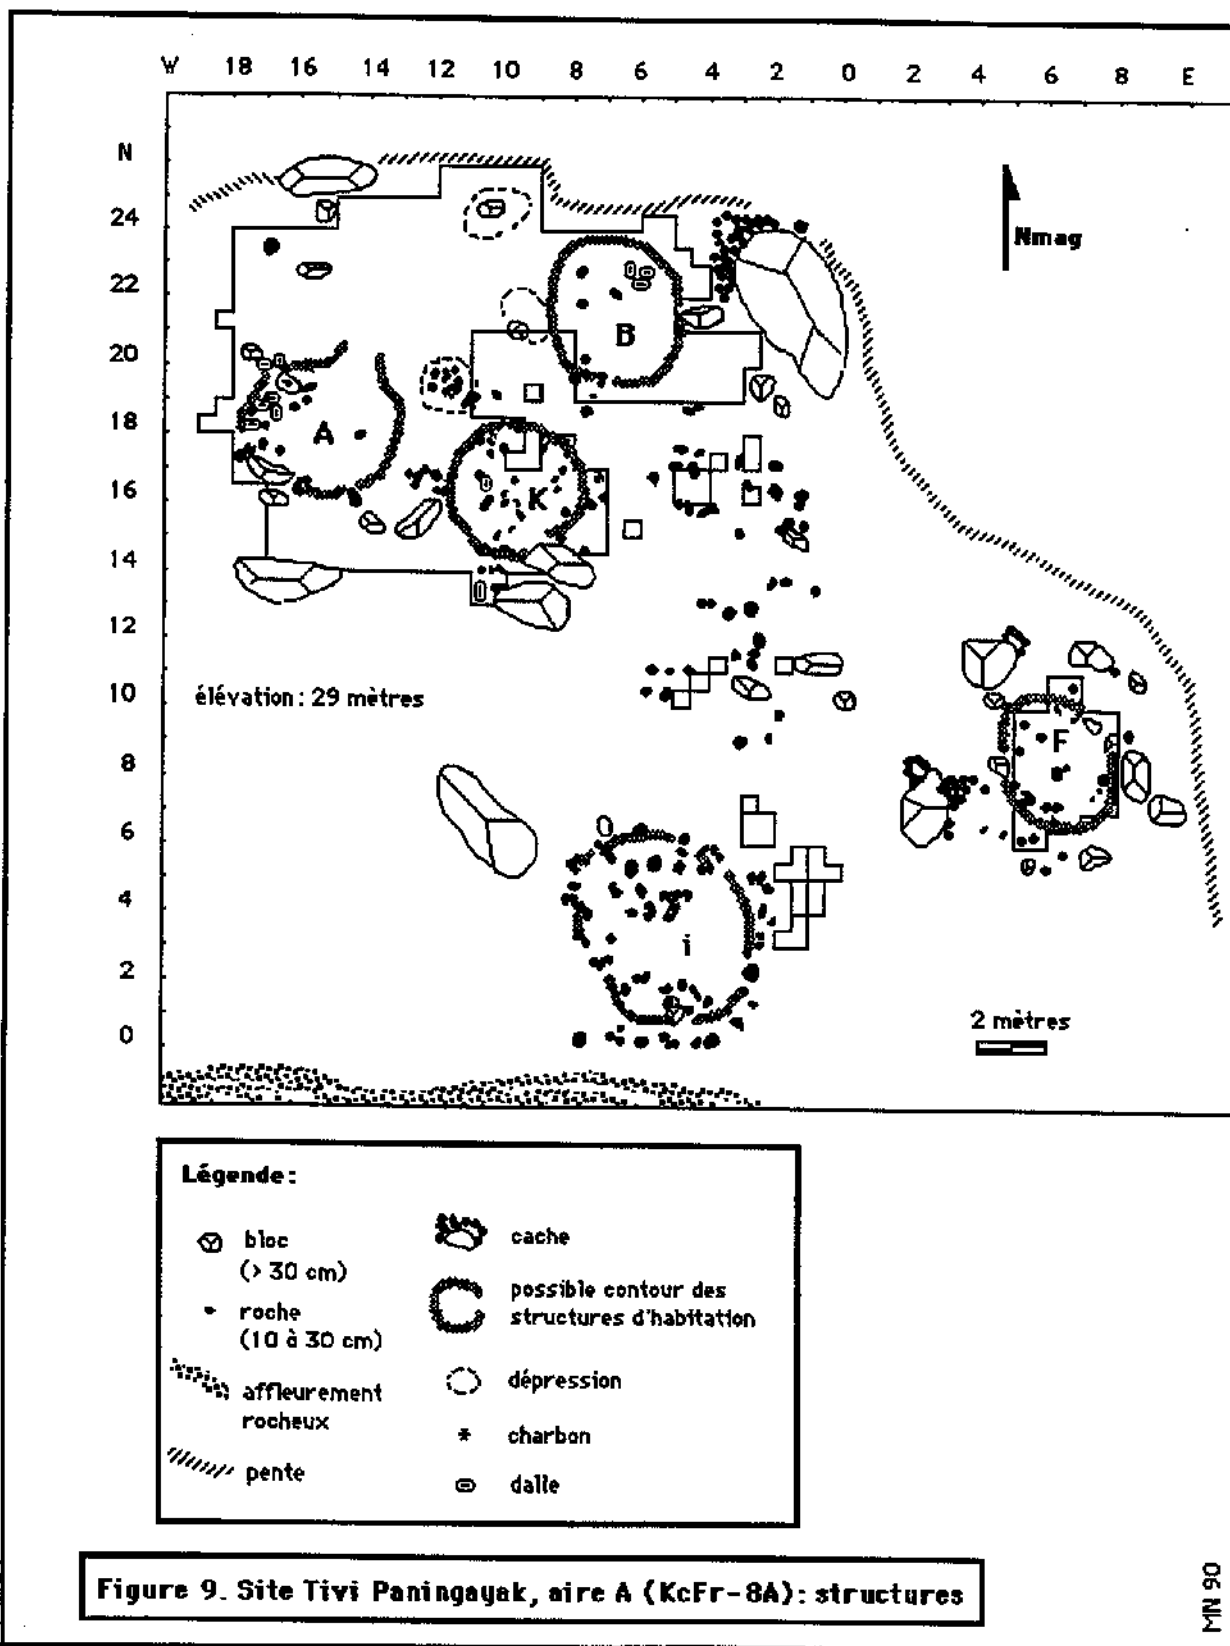 W 18 16 14 12 10 8 6 4 2 0 2 4 6 8 E
N
24
22
20
18
16
14
12
10
8
6
4
2
0
Nmag
B
A
K
F
i
élévation : 29 mètres
2 mètres
Légende:
bloc
(> 30 cm)
roche
(10 à 30 cm)
affleurement
rocheux
pente
cache
possible contour des
structures d'habitation
dépression
charbon
dalle
Figure 9. Site Tivi Paningayak, aire A (KcFr-8A): structures
MN 90